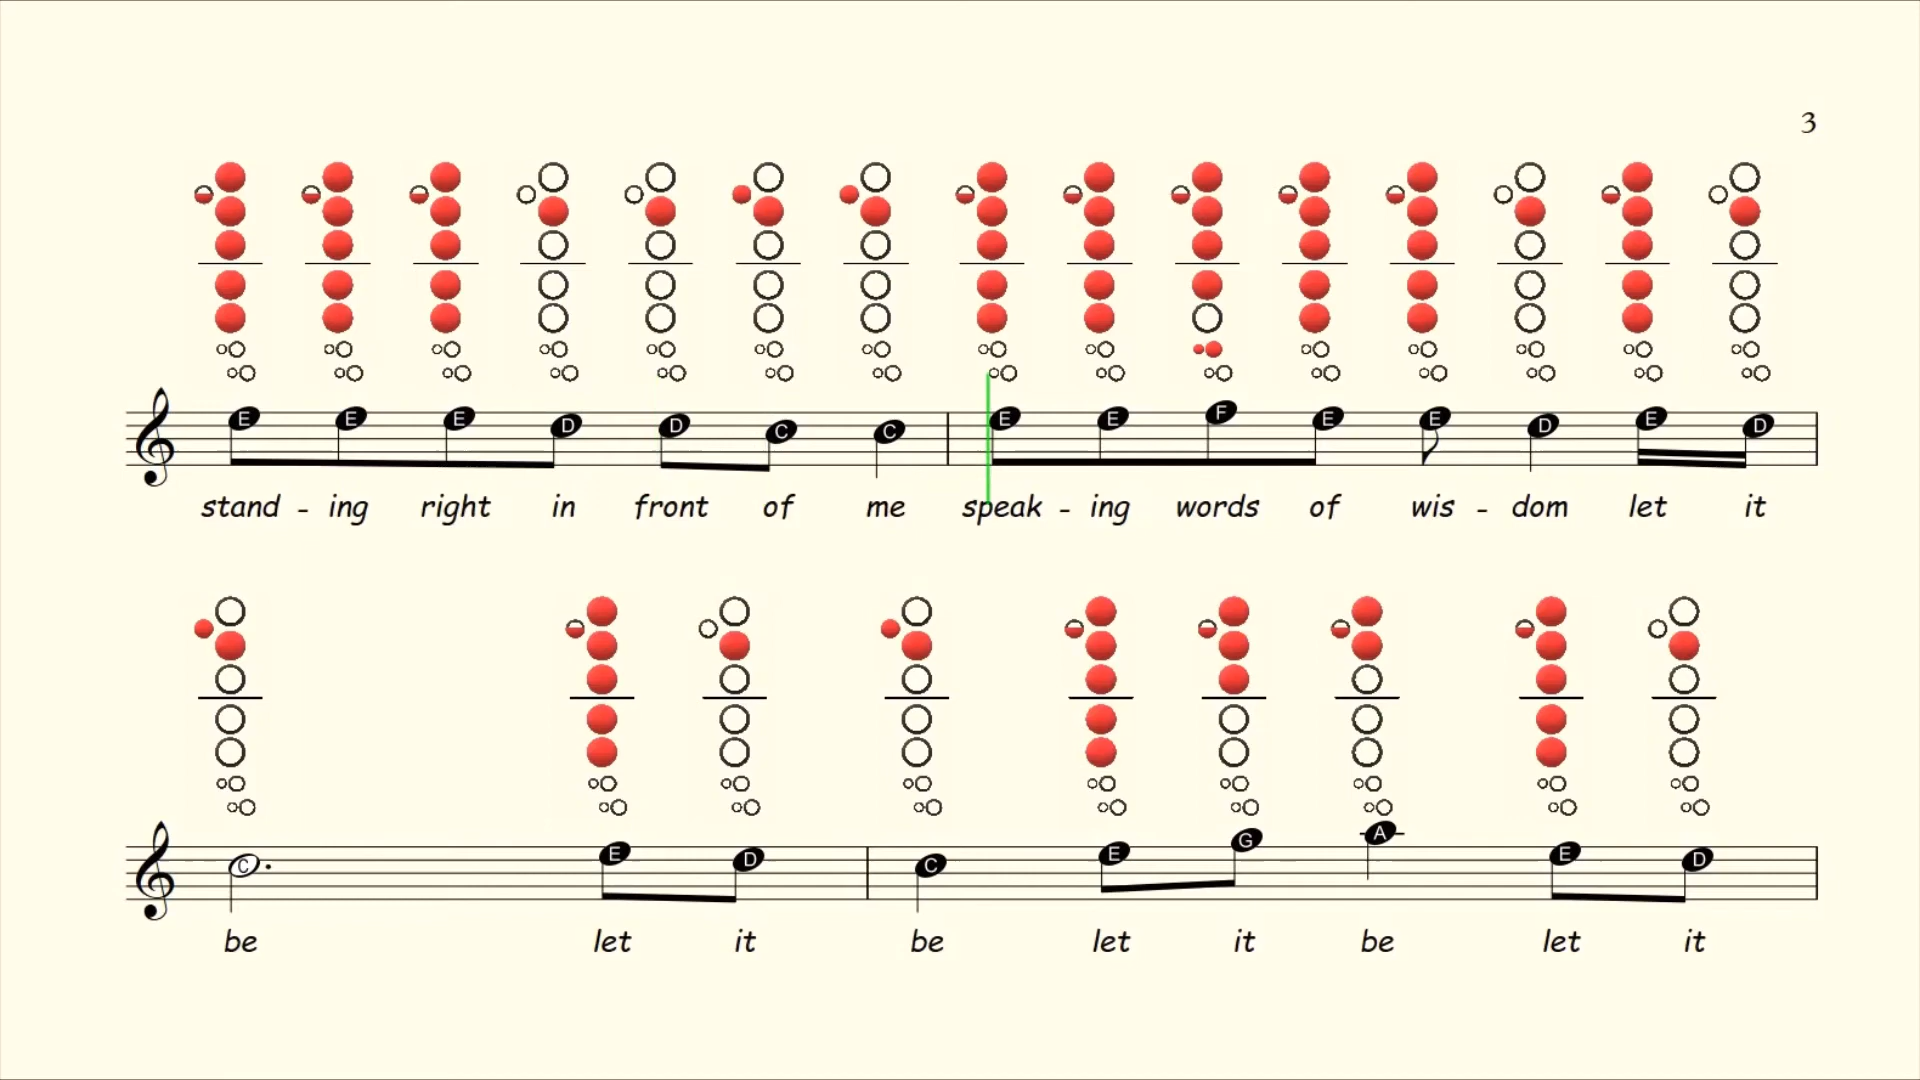 3
E E E D D C C E E F E E D E D
stand - ing right in front of me speak - ing words of wis - dom let it
C E D C E G A E D
be let it be let it be let it